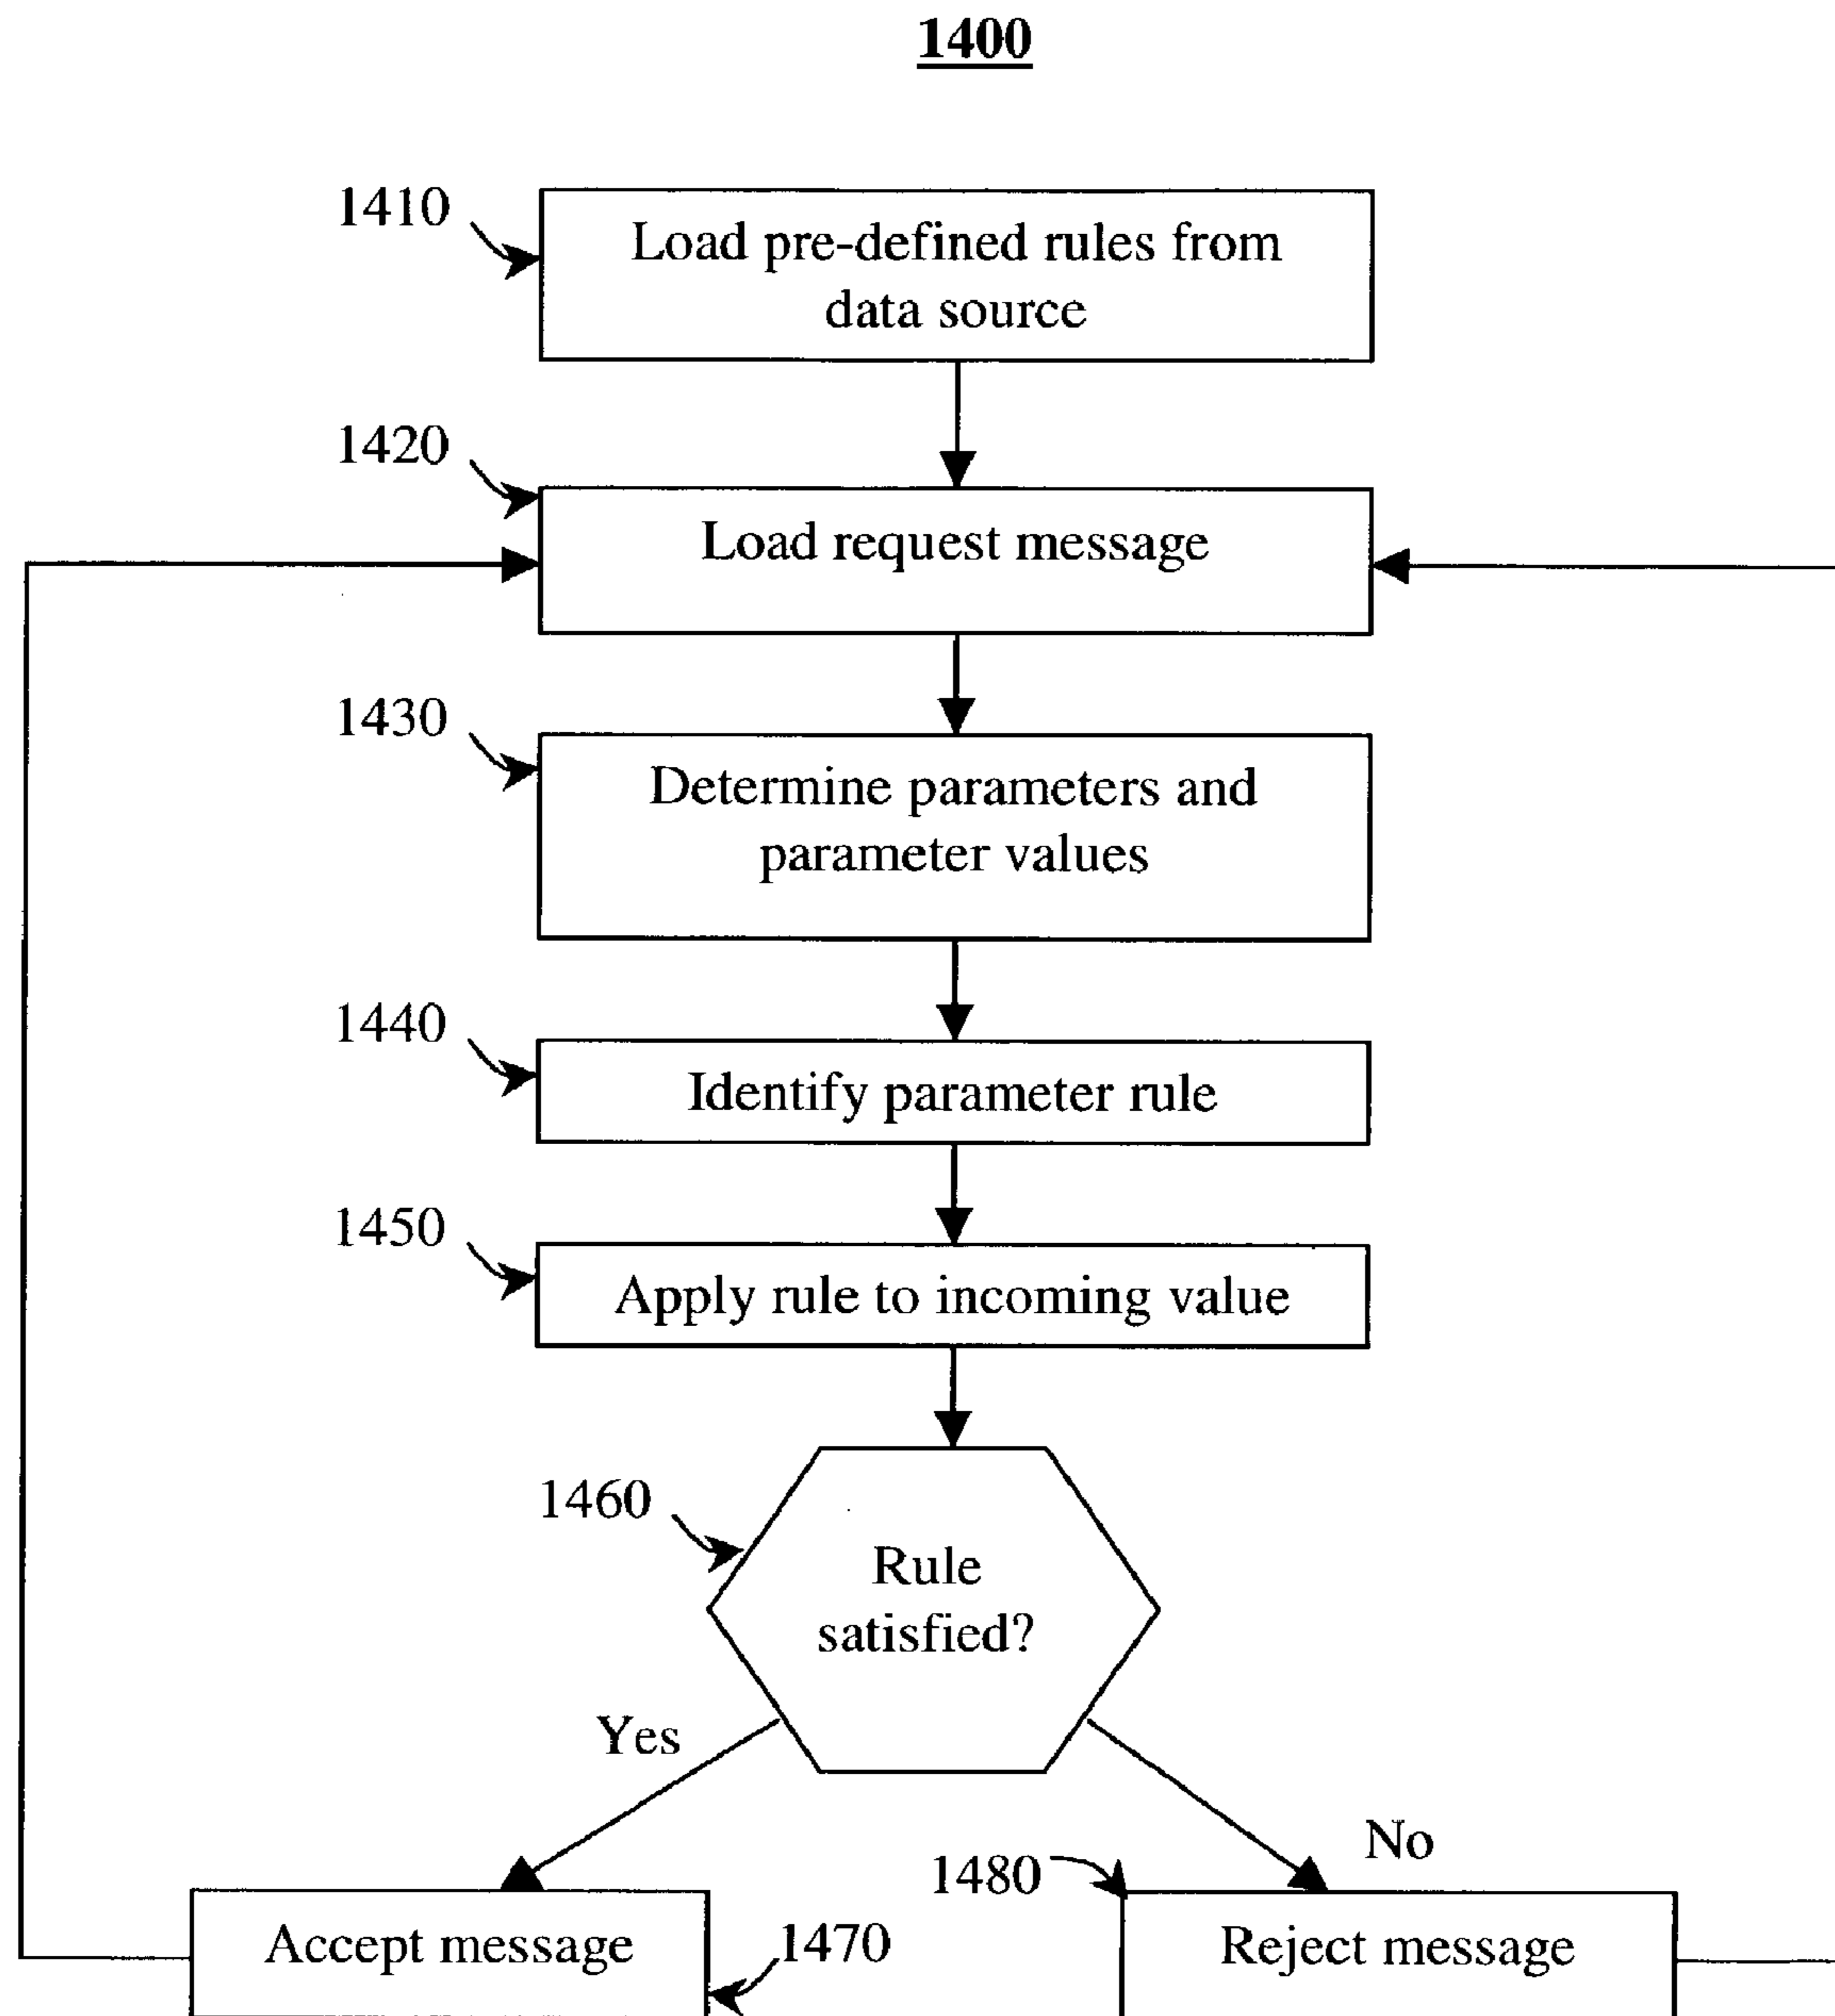 1400
1410
Load pre-defined rules from
data source
1420
Load request message
1430
Determine parameters and
parameter values
1440
Identify parameter rule
1450
Apply rule to incoming value
1460
Rule
satisfied?
Yes
No
1480
Accept message
1470
Reject message